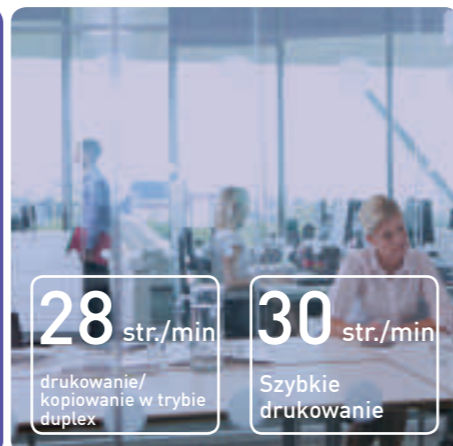 28 str./min
drukowanie/
kopiowanie w trybie
duplex
30 str./min
Szybkie
drukowanie